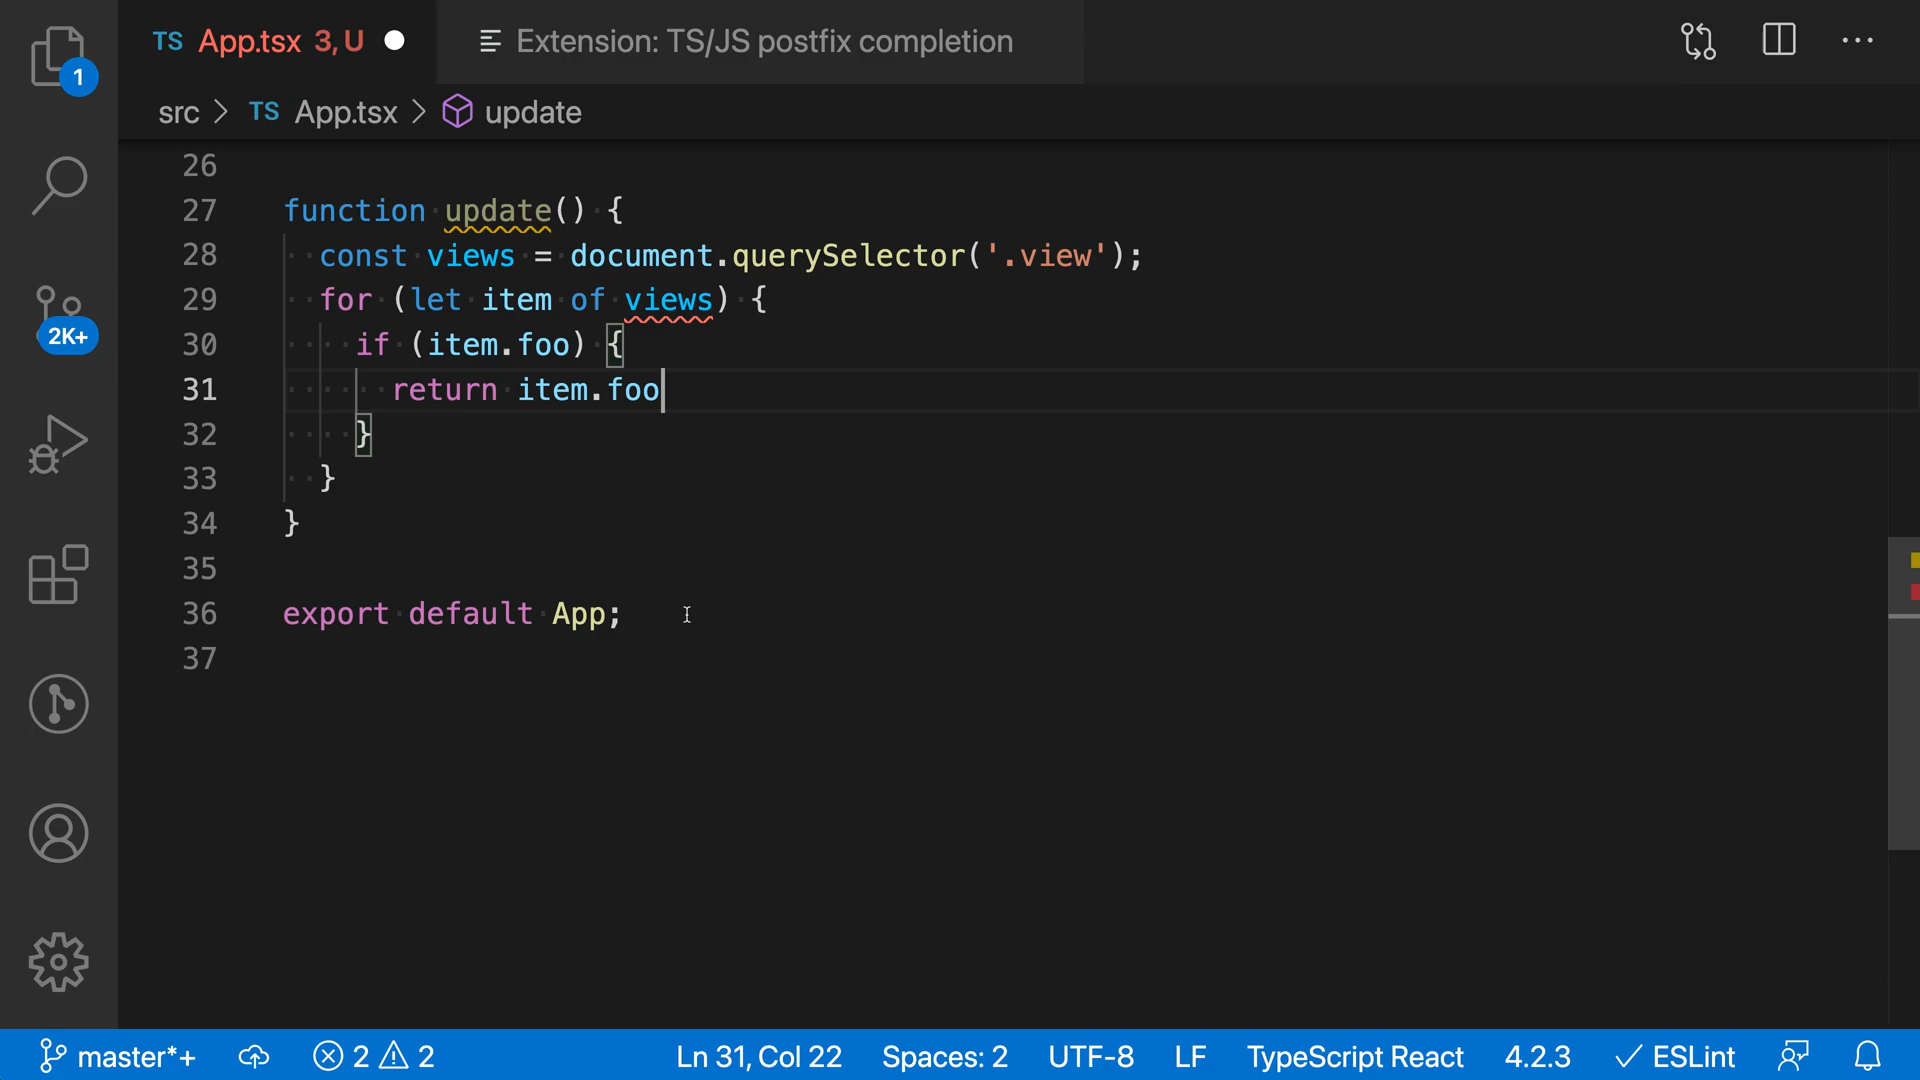 TS App.tsx 3, U Extension: TS/JS postfix completion
1
src > TS App.tsx > update
26
27 function update() {
28 const views = document.querySelector('.view');
29 for (let item of views) {
30 if (item.foo) {
31 return item.foo
32 }
33 }
34 }
35
36 export default App;
37
2K+
master*+ 2 2 Ln 31, Col 22 Spaces: 2 UTF-8 LF TypeScript React 4.2.3 ESLint